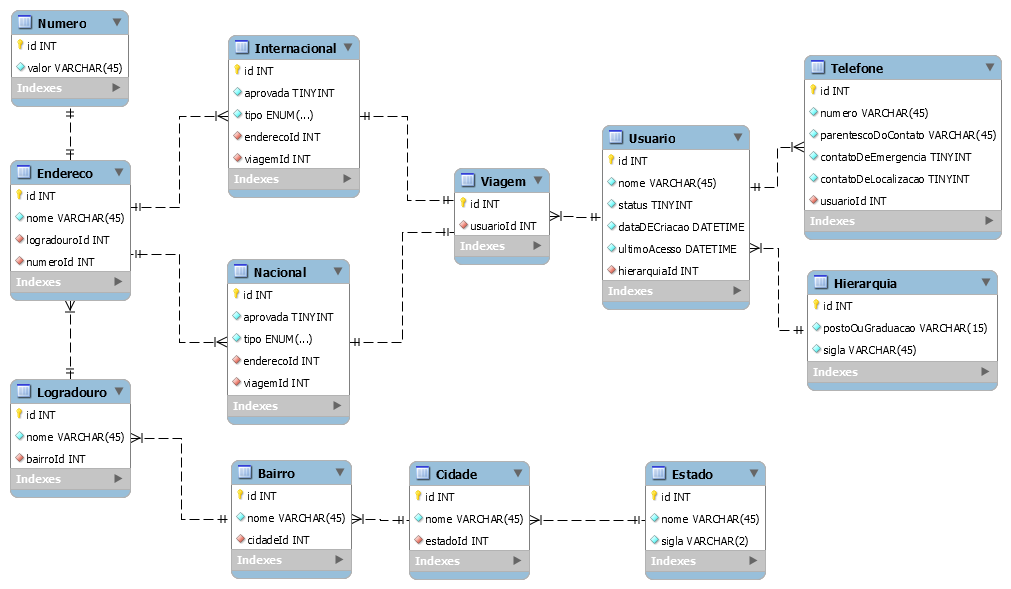 Numero
id INT
valor VARCHAR(45)
Indexes
Internacional
id INT
aprovada TINYINT
tipo ENUM(...)
enderecoId INT
viagemId INT
Indexes
Telefone
id INT
numero VARCHAR(45)
parentescoDoContato VARCHAR(45)
contatoDeEmergencia TINYINT
contatoDeLocalizacao TINYINT
usuarioId INT
Indexes
Usuario
id INT
nome VARCHAR(45)
status TINYINT
dataDECriacao DATETIME
ultimoAcesso DATETIME
hierarquiaId INT
Indexes
Endereco
id INT
nome VARCHAR(45)
logradouroId INT
numeroId INT
Indexes
Viagem
id INT
usuarioId INT
Indexes
Nacional
id INT
aprovada TINYINT
tipo ENUM(...)
enderecoId INT
viagemId INT
Indexes
Hierarquia
id INT
postoOuGraduacao VARCHAR(15)
sigla VARCHAR(45)
Indexes
Logradouro
id INT
nome VARCHAR(45)
bairroId INT
Indexes
Bairro
id INT
nome VARCHAR(45)
cidadeId INT
Indexes
Cidade
id INT
nome VARCHAR(45)
estadoId INT
Indexes
Estado
id INT
nome VARCHAR(45)
sigla VARCHAR(2)
Indexes